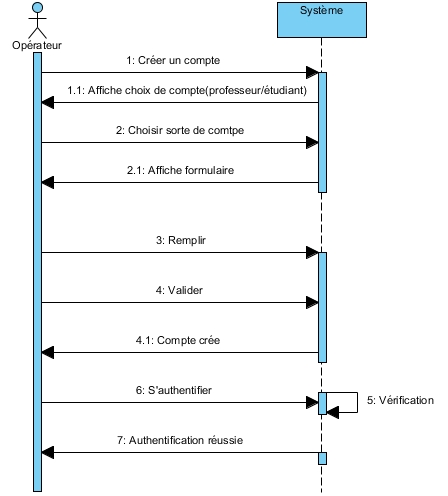 Système
Opérateur
1: Créer un compte
1.1: Affiche choix de compte(professeur/étudiant)
2: Choisir sorte de comtpe
2.1: Affiche formulaire
3: Remplir
4: Valider
4.1: Compte crée
6: S'authentifier
5: Vérification
7: Authentification réussie